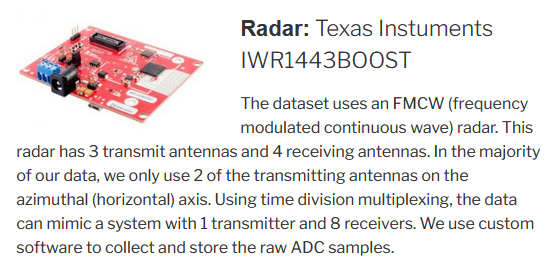 Radar: Texas Instuments
IWR1443BOOST
The dataset uses an FMCW (frequency
modulated continuous wave) radar. This
radar has 3 transmit antennas and 4 receiving antennas. In the majority
of our data, we only use 2 of the transmitting antennas on the
azimuthal (horizontal) axis. Using time division multiplexing, the data
can mimic a system with 1 transmitter and 8 receivers. We use custom
software to collect and store the raw ADC samples.